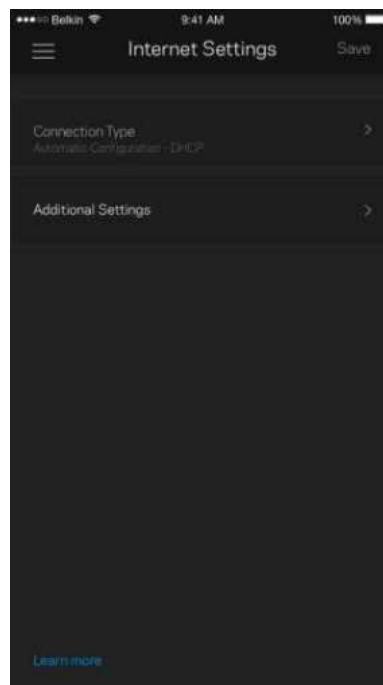 Belkin 9:41 AM 100%
Internet Settings Save
Connection Type
Automatic Configuration - DHCP
Additional Settings
Learn more